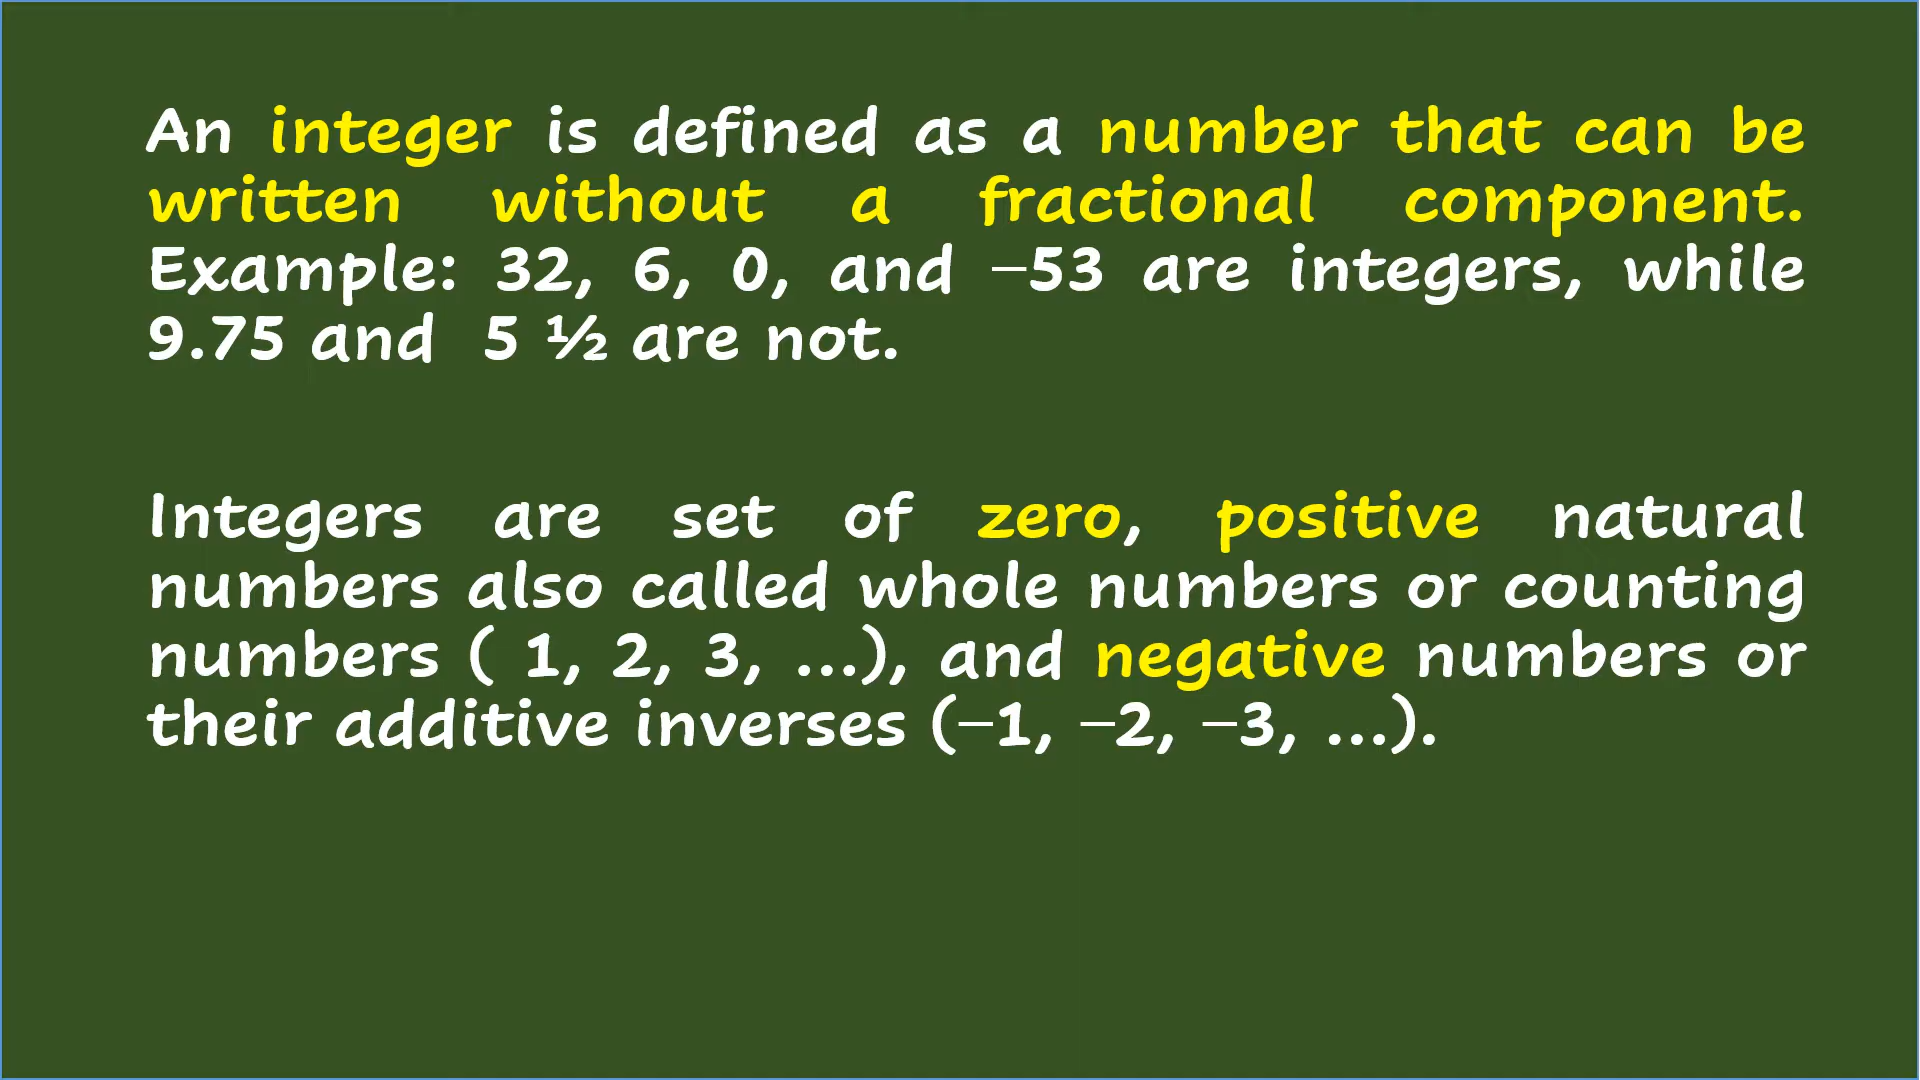 An integer is defined as a number that can be
written without a fractional component.
Example: 32, 6, 0, and –53 are integers, while
9.75 and 5 ½ are not.
Integers are set of zero, positive natural
numbers also called whole numbers or counting
numbers ( 1, 2, 3, ...), and negative numbers or
their additive inverses (–1, –2, –3, ...).